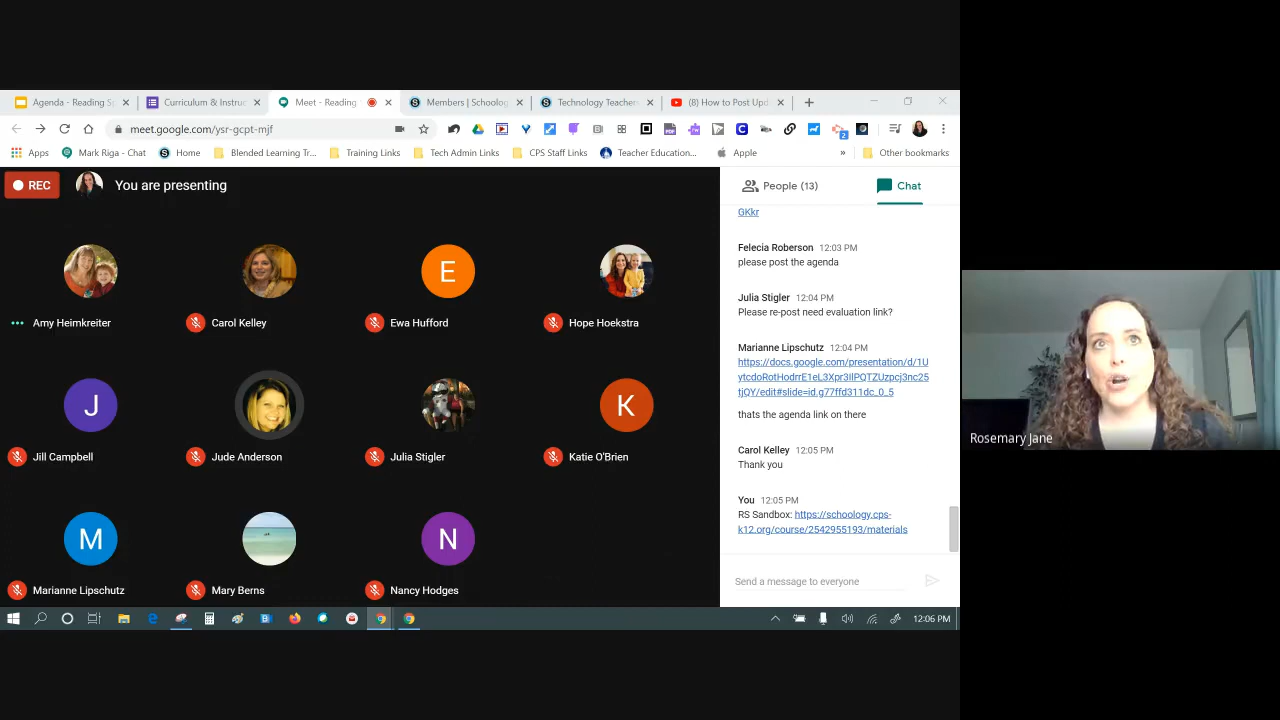 Agenda - Reading Sp
Curriculum & Instruc
Meet - Reading
Members | Schoolog
Technology Teachers
(8) How to Post Upd
meet.google.com/ysr-gcpt-mjf
2
Apps
Mark Riga - Chat
Home
Blended Learning Tr...
Training Links
Tech Admin Links
CPS Staff Links
Teacher Education...
Apple
»
Other bookmarks
REC
You are presenting
People (13)
Chat
GKkr
Felecia Roberson 12:03 PM
please post the agenda
Julia Stigler 12:04 PM
Please re-post need evaluation link?
Marianne Lipschutz 12:04 PM
https://docs.google.com/presentation/d/1U
ytcdoRotHodrrE1eL3Xpr3IlPQTZUzpcj3nc25
tjQY/edit#slide=id.g77ffd311dc_0_5
thats the agenda link on there
Carol Kelley 12:05 PM
Thank you
You 12:05 PM
RS Sandbox: https://schoology.cps-
k12.org/course/2542955193/materials
Send a message to everyone
Amy Heimkreiter
Carol Kelley
E
Ewa Hufford
Hope Hoekstra
J
Jill Campbell
Jude Anderson
Julia Stigler
K
Katie O'Brien
M
Marianne Lipschutz
Mary Berns
N
Nancy Hodges
Rosemary Jane
12:06 PM